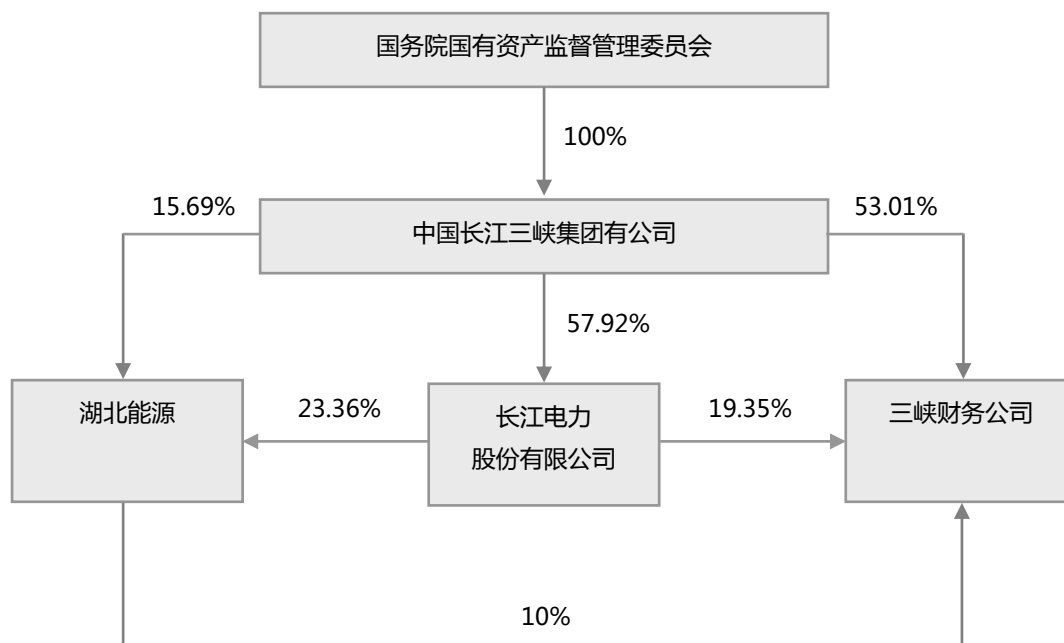 国务院国有资产监督管理委员会
100%
15.69%
中国长江三峡集团有公司
53.01%
57.92%
湖北能源
23.36%
长江电力
股份有限公司
19.35%
三峡财务公司
10%